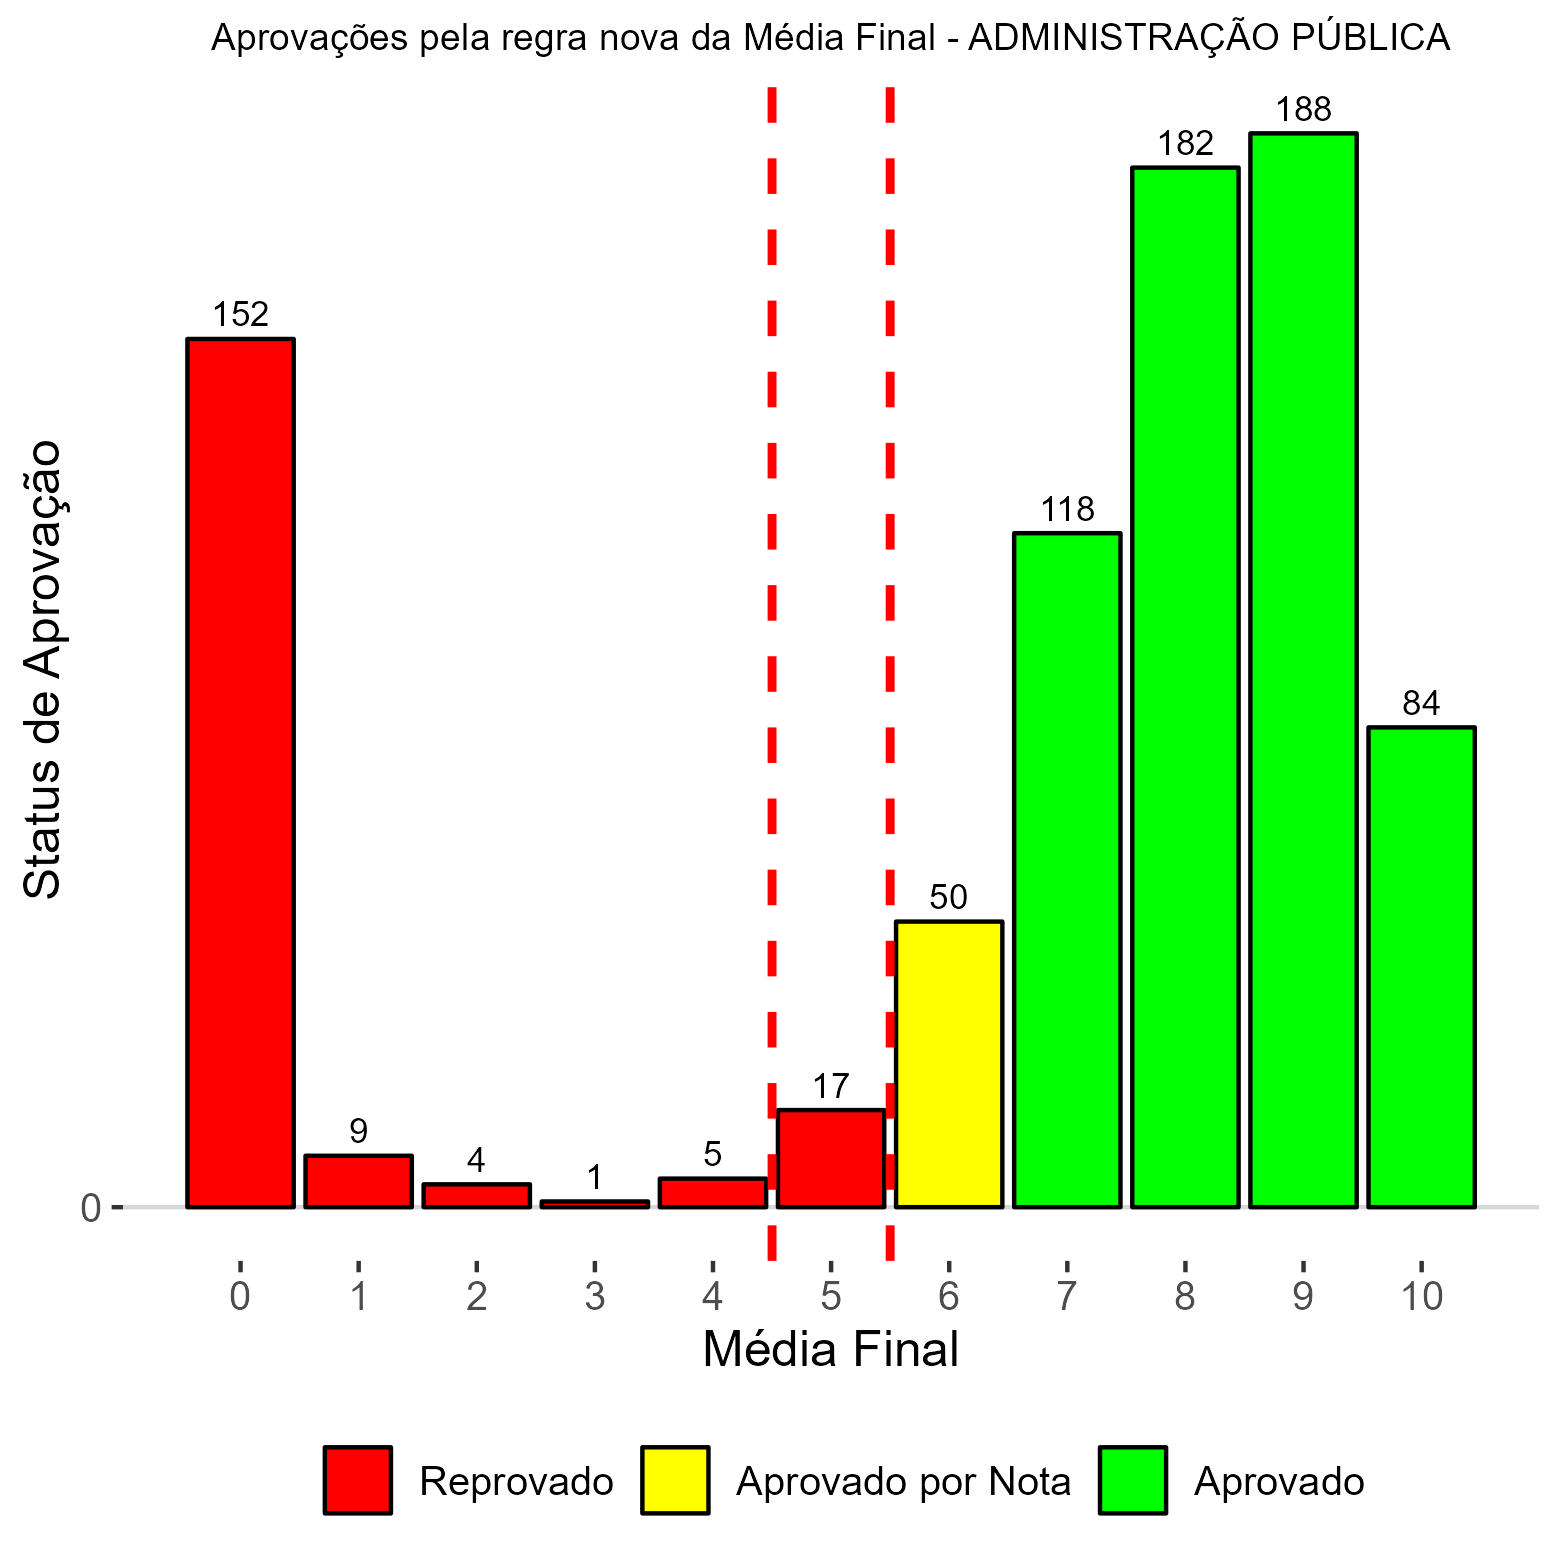 Aprovações pela regra nova da Média Final - ADMINISTRAÇÃO PÚBLICA
188
182
152
118
84
50
17
9
4
1
5
Status de Aprovação
0
0 1 2 3 4 5 6 7 8 9 10
Média Final
Reprovado Aprovado por Nota Aprovado